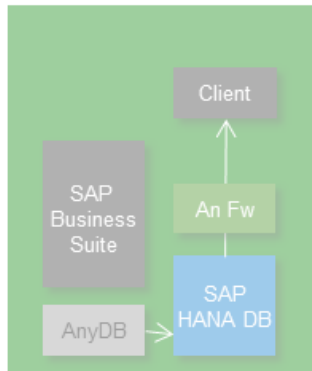 Client
SAP
Business
Suite
An Fw
SAP
HANA DB
AnyDB